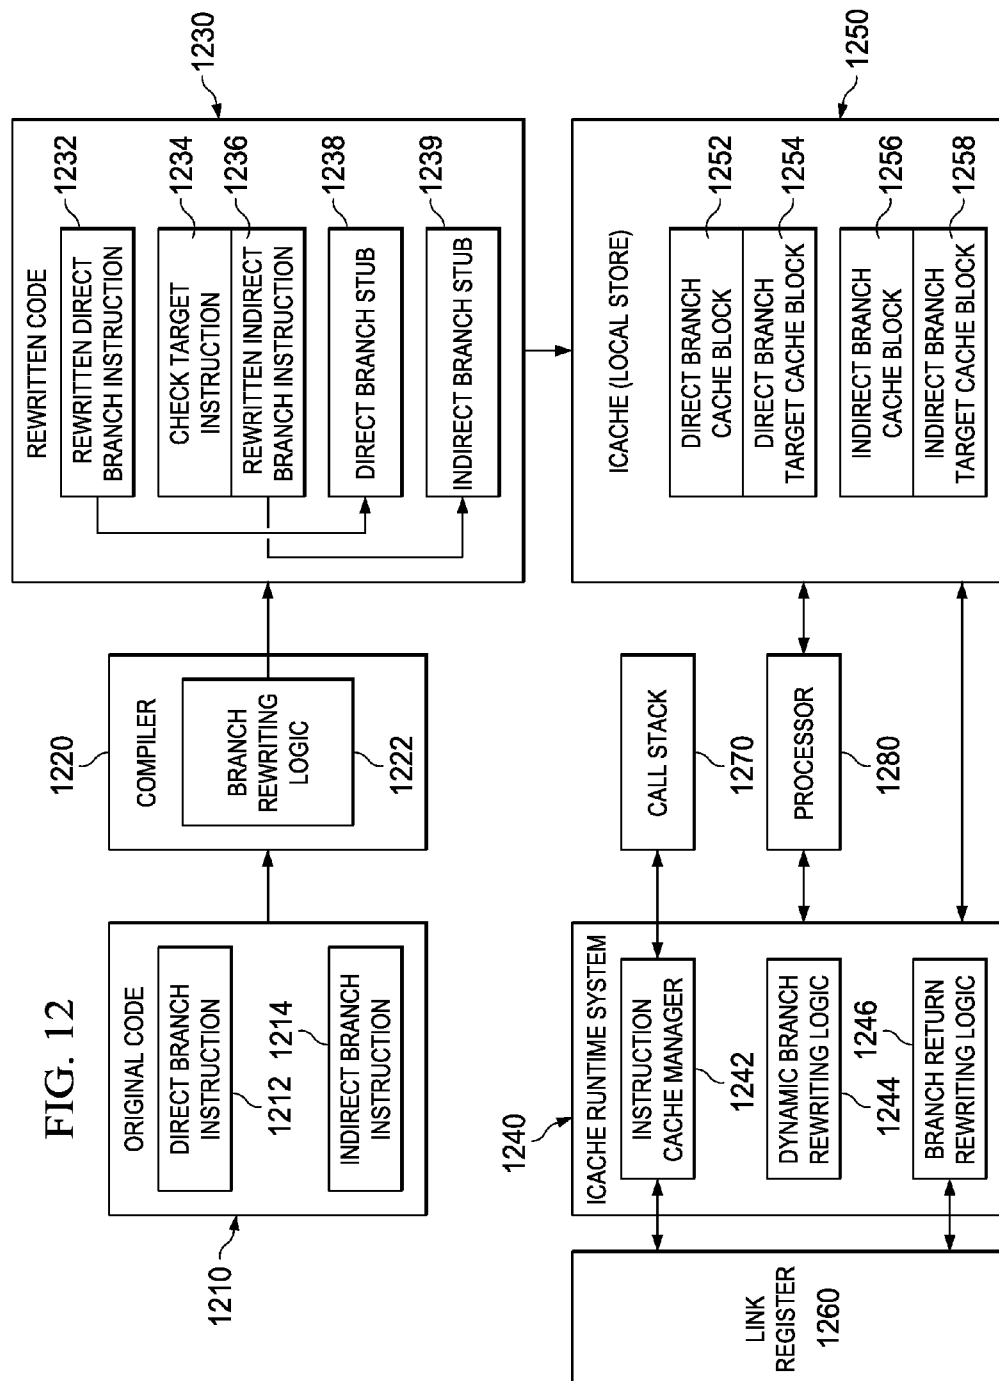 FIG. 12
1210
ORIGINAL CODE
DIRECT BRANCH
INSTRUCTION
1212
1214
INDIRECT BRANCH
INSTRUCTION
1220
COMPILER
BRANCH
REWRITING
LOGIC
1222
1230
REWRITTEN CODE
REWRITTEN DIRECT
BRANCH INSTRUCTION
1232
CHECK TARGET
INSTRUCTION
1234
REWRITTEN INDIRECT
BRANCH INSTRUCTION
1236
DIRECT BRANCH STUB
1238
INDIRECT BRANCH STUB
1239
LINK
REGISTER
1260
1240
ICACHE RUNTIME SYSTEM
INSTRUCTION
CACHE MANAGER
1242
DYNAMIC BRANCH
REWRITING LOGIC
1244
1246
BRANCH RETURN
REWRITING LOGIC
CALL STACK
1270
PROCESSOR
1280
1250
ICACHE (LOCAL STORE)
DIRECT BRANCH
CACHE BLOCK
1252
DIRECT BRANCH
TARGET CACHE BLOCK
1254
INDIRECT BRANCH
CACHE BLOCK
1256
INDIRECT BRANCH
TARGET CACHE BLOCK
1258